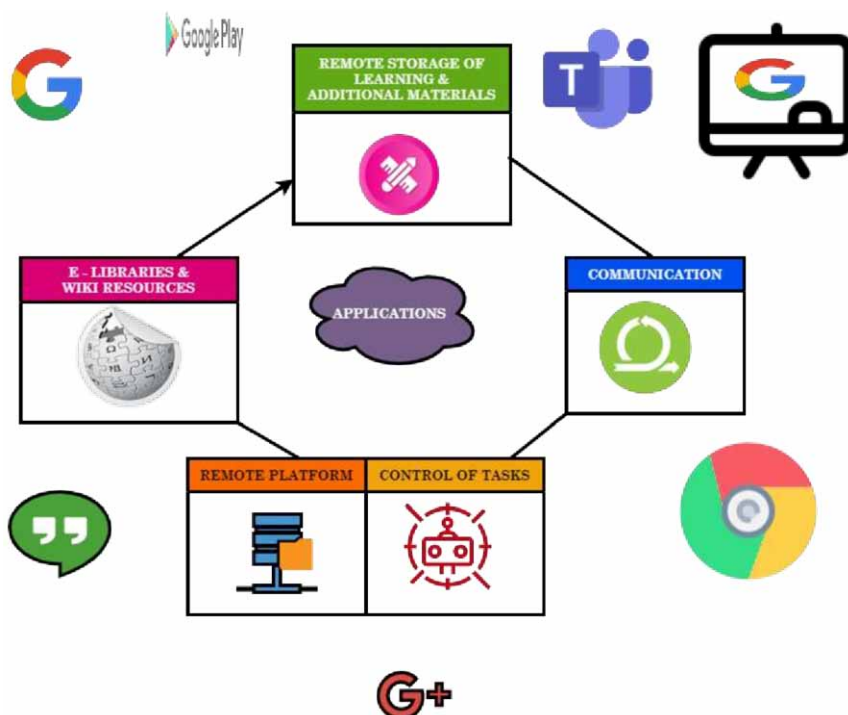 Google Play
REMOTE STORAGE OF
LEARNING &
ADDITIONAL MATERIALS
T
E - LIBRARIES &
WIKI RESOURCES
APPLICATIONS
COMMUNICATION
REMOTE PLATFORM
CONTROL OF TASKS
G+